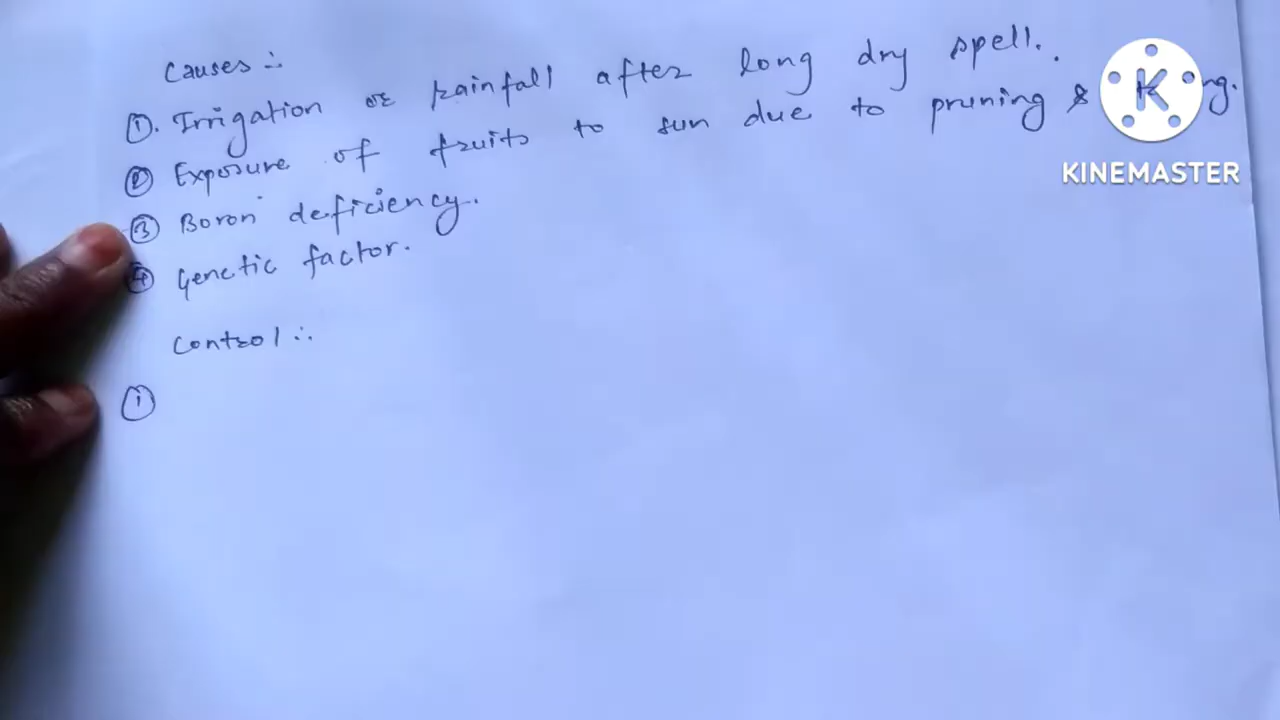 Causes :-
①. Irrigation or rainfall after long dry spell.
② Exposure of fruits to sun due to pruning &
③ Boron deficiency.
④ Genetic factor.
Control :-
①
K
KINEMASTER